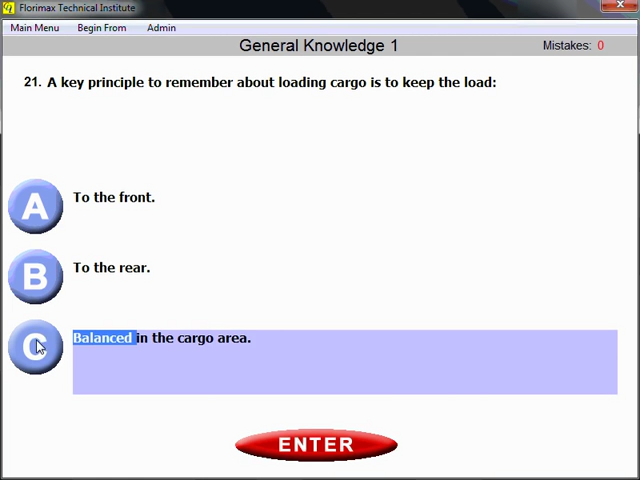 Florimax Technical Institute
Main Menu Begin From Admin
General Knowledge 1 Mistakes: 0
21. A key principle to remember about loading cargo is to keep the load:
A To the front.
B To the rear.
C Balanced in the cargo area.
ENTER